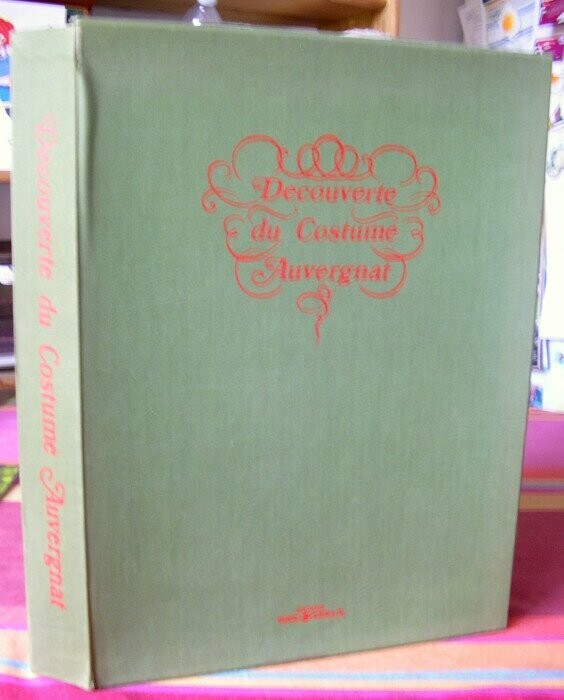 Decouverte
du Costume
Auvergnat
Decouverte du Costume Auvergnat